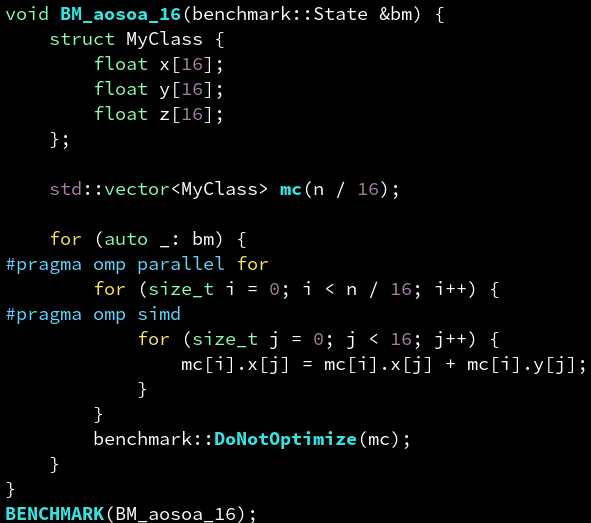 void BM_aosoa_16(benchmark::State &bm) {
    struct MyClass {
        float x[16];
        float y[16];
        float z[16];
    };

    std::vector<MyClass> mc(n / 16);

    for (auto _: bm) {
#pragma omp parallel for
        for (size_t i = 0; i < n / 16; i++) {
#pragma omp simd
            for (size_t j = 0; j < 16; j++) {
                mc[i].x[j] = mc[i].x[j] + mc[i].y[j];
            }
        }
        benchmark::DoNotOptimize(mc);
    }
}
BENCHMARK(BM_aosoa_16);